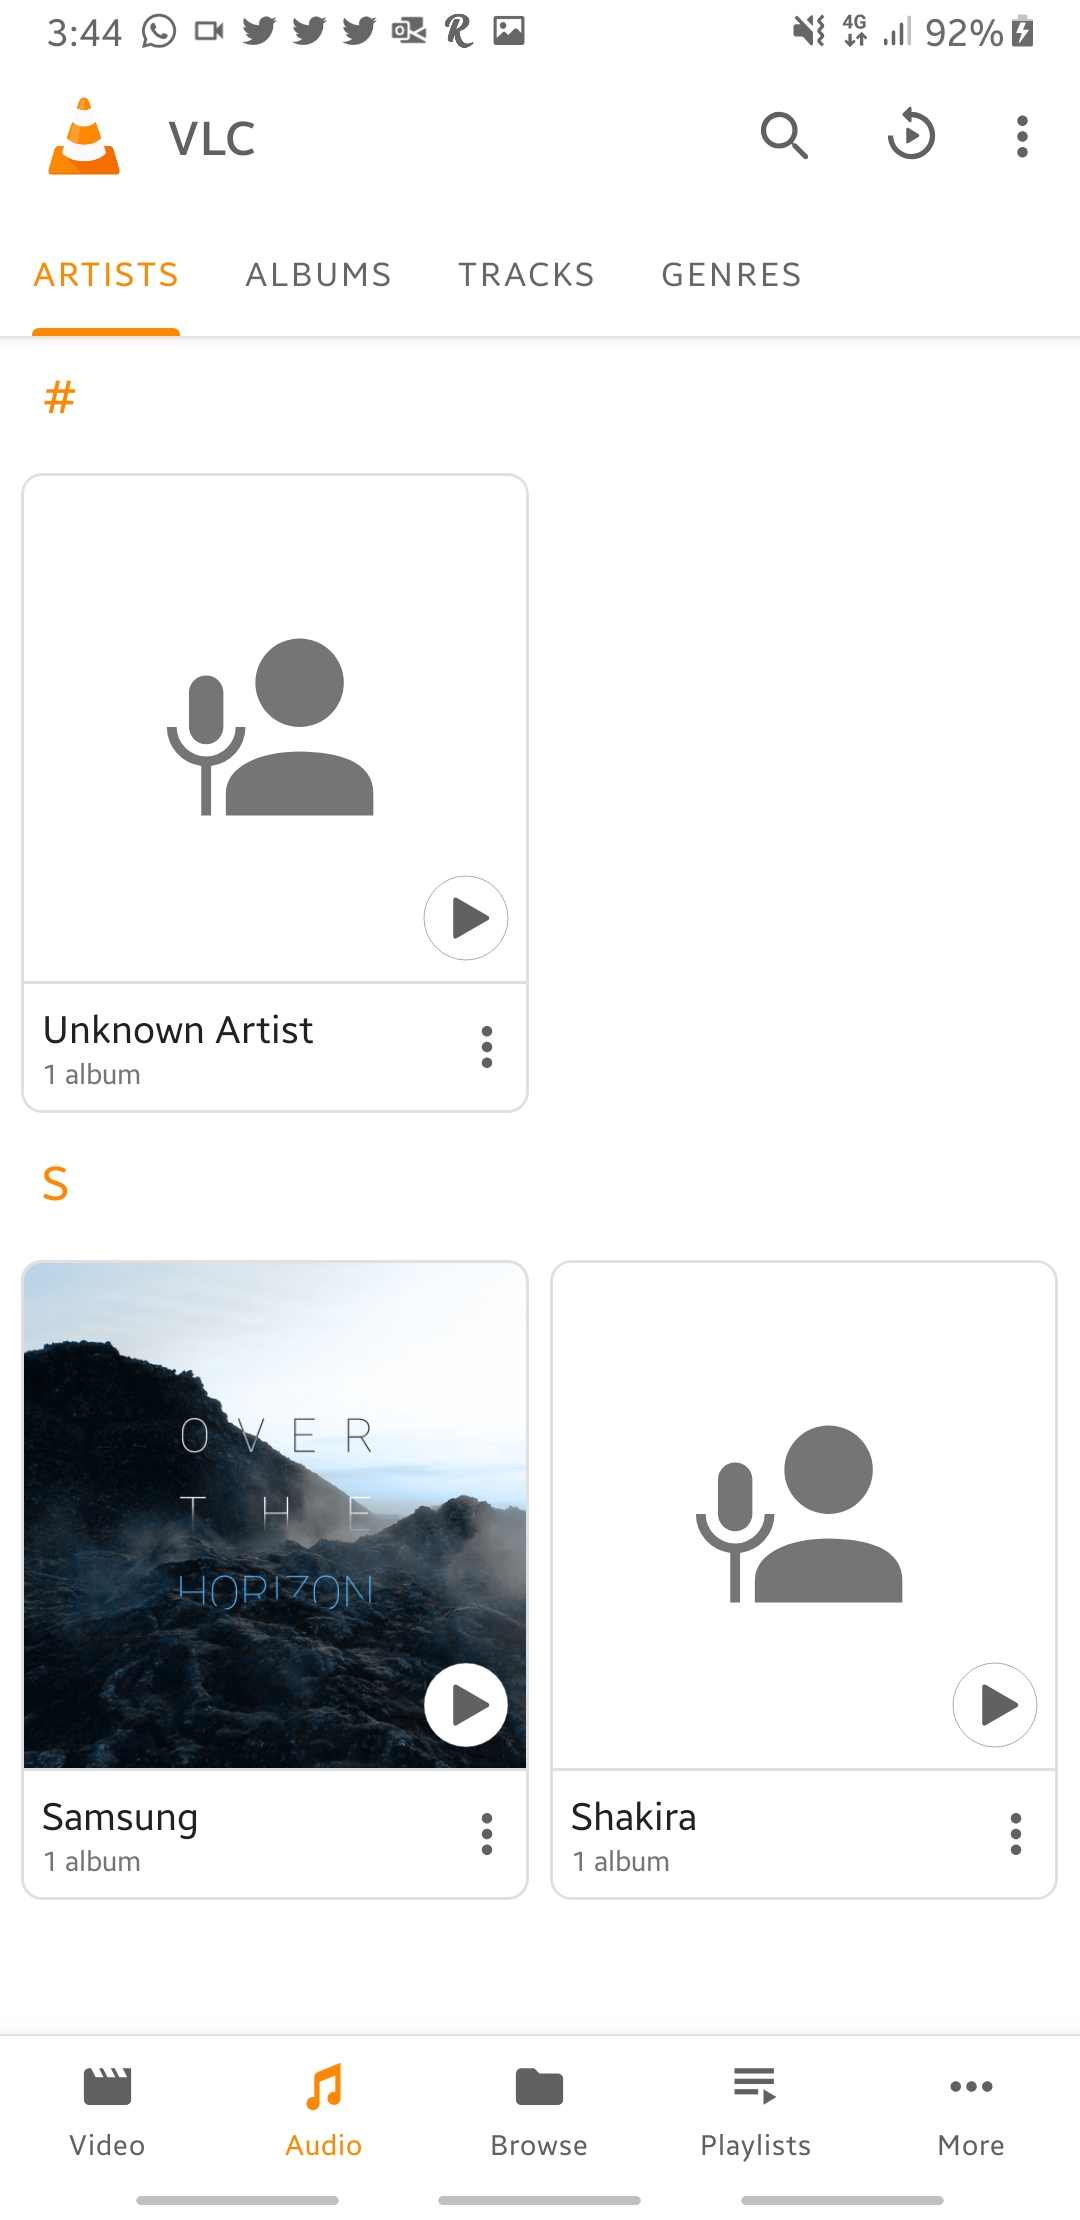 3:44 4G 92%
VLC
ARTISTS ALBUMS TRACKS GENRES
#
Unknown Artist
1 album
S
OVER
THE
HORIZON
Samsung
1 album
Shakira
1 album
Video Audio Browse Playlists More